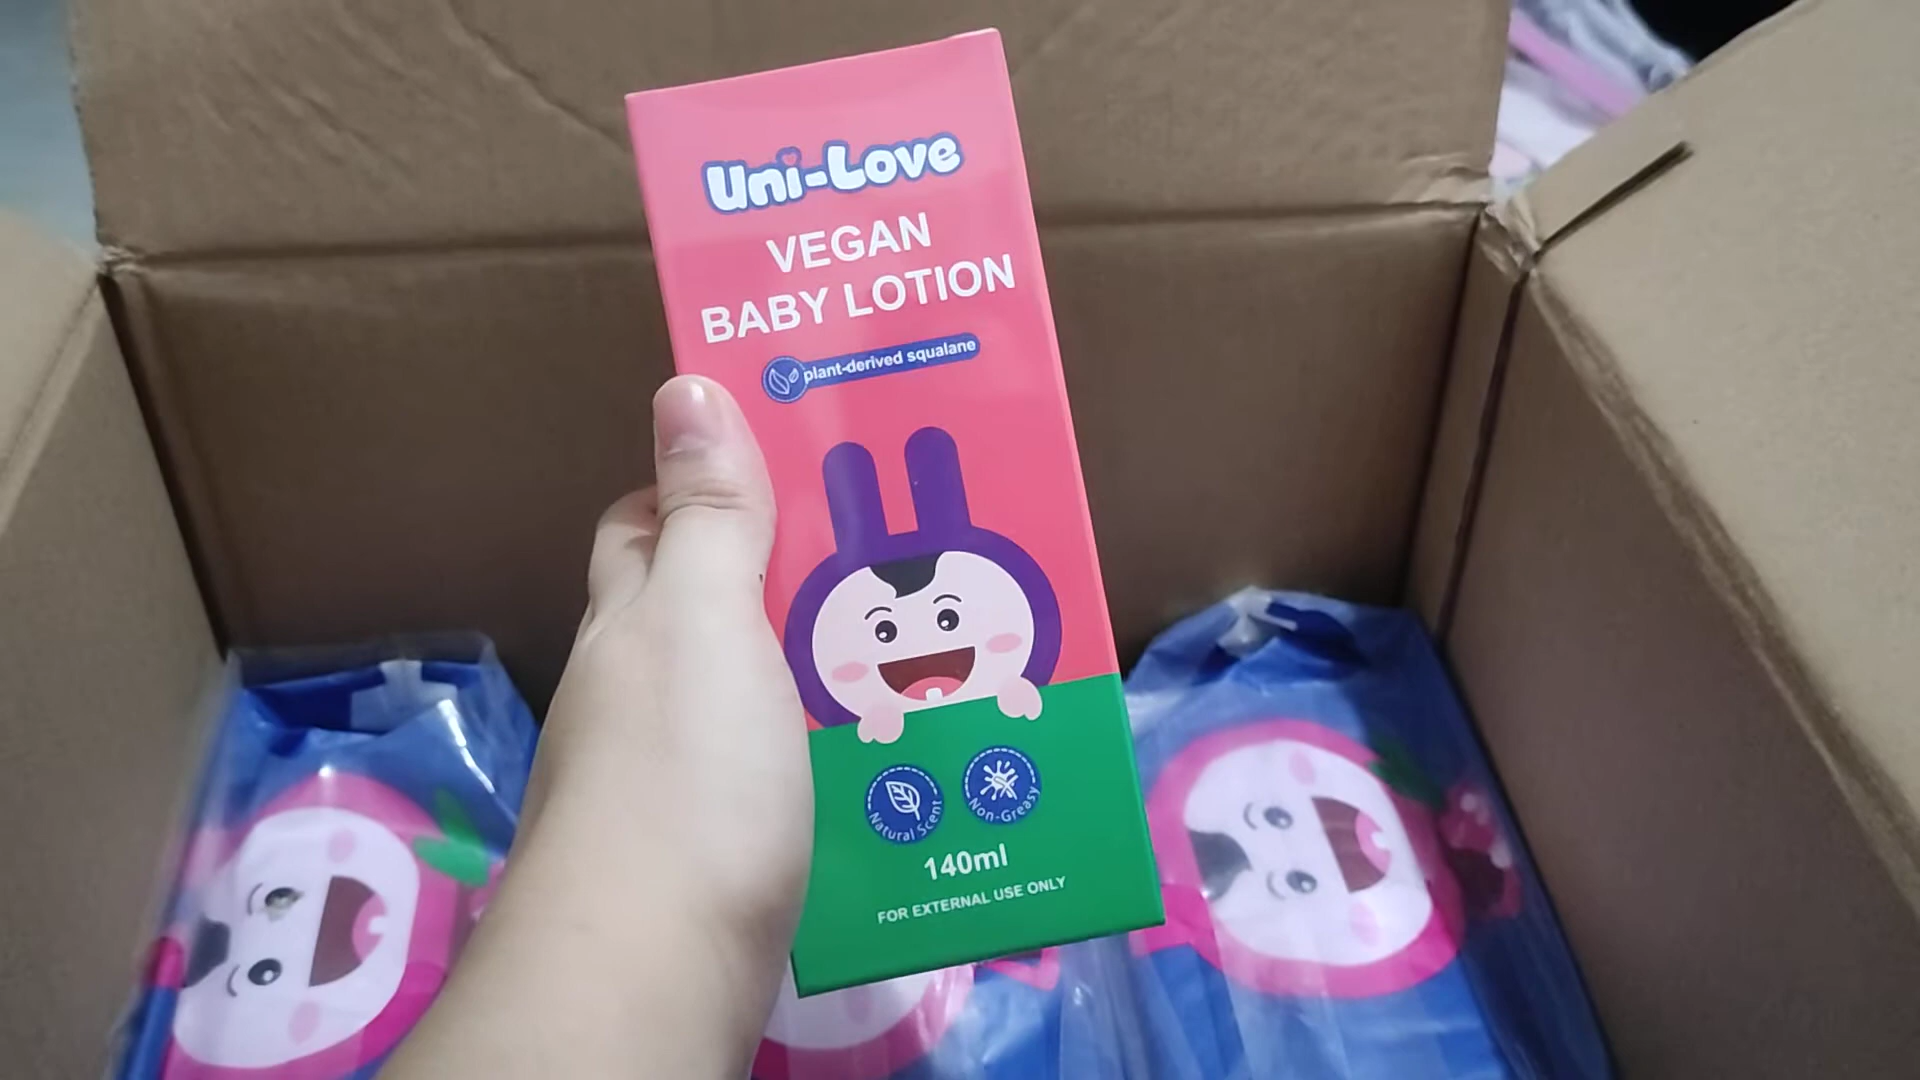 Uni-Love
VEGAN
BABY LOTION
plant-derived squalane
Natural Scent
Non-Greasy
140ml
FOR EXTERNAL USE ONLY